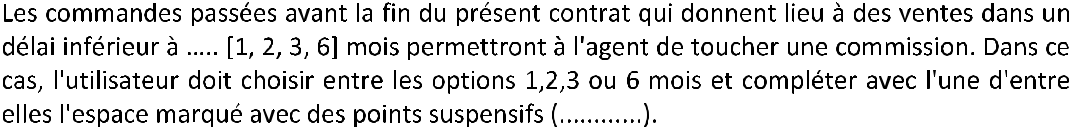 Les commandes passées avant la fin du présent contrat qui donnent lieu à des ventes dans un
délai inférieur à ..... [1, 2, 3, 6] mois permettront à l'agent de toucher une commission. Dans ce
cas, l'utilisateur doit choisir entre les options 1,2,3 ou 6 mois et compléter avec l'une d'entre
elles l'espace marqué avec des points suspensifs (............).